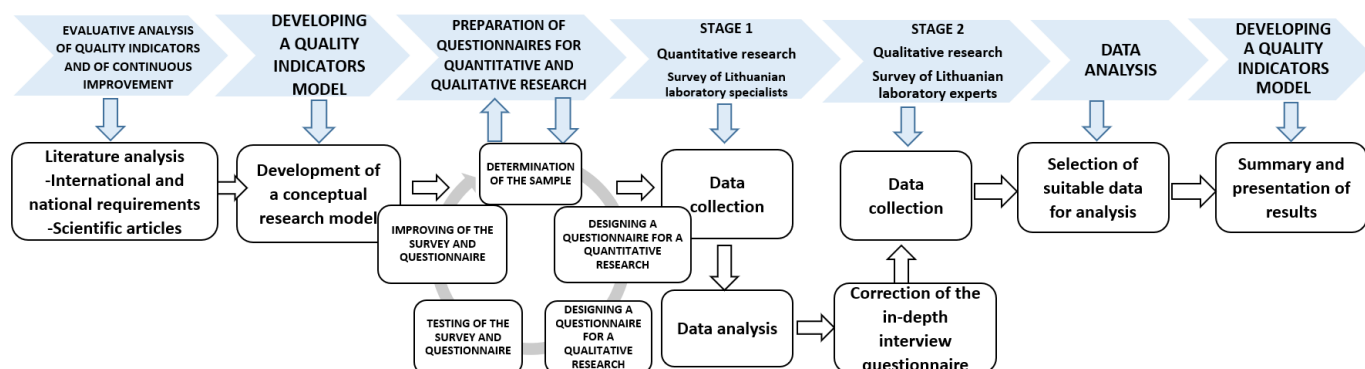 EVALUATIVE ANALYSIS
OF QUALITY INDICATORS
AND OF CONTINUOUS
IMPROVEMENT
DEVELOPING
A QUALITY
INDICATORS
MODEL
PREPARATION OF
QUESTIONNAIRES FOR
QUANTITATIVE AND
QUALITATIVE RESEARCH
STAGE 1
Quantitative research
Survey of Lithuanian
laboratory specialists
STAGE 2
Qualitative research
Survey of Lithuanian
laboratory experts
DATA
ANALYSIS
DEVELOPING
A QUALITY
INDICATORS
MODEL
Literature analysis
-International and
national requirements
-Scientific articles
Development of
a conceptual
research model
DETERMINATION
OF THE SAMPLE
DESIGNING A
QUESTIONNAIRE FOR A
QUANTITATIVE
RESEARCH
DESIGNING A
QUESTIONNAIRE
FOR A
QUALITATIVE
RESEARCH
TESTING OF THE
SURVEY AND
QUESTIONNAIRE
IMPROVING OF THE
SURVEY AND
QUESTIONNAIRE
Data
collection
Data analysis
Correction of the
in-depth
interview
questionnaire
Data
collection
Selection of
suitable data
for analysis
Summary and
presentation of
results